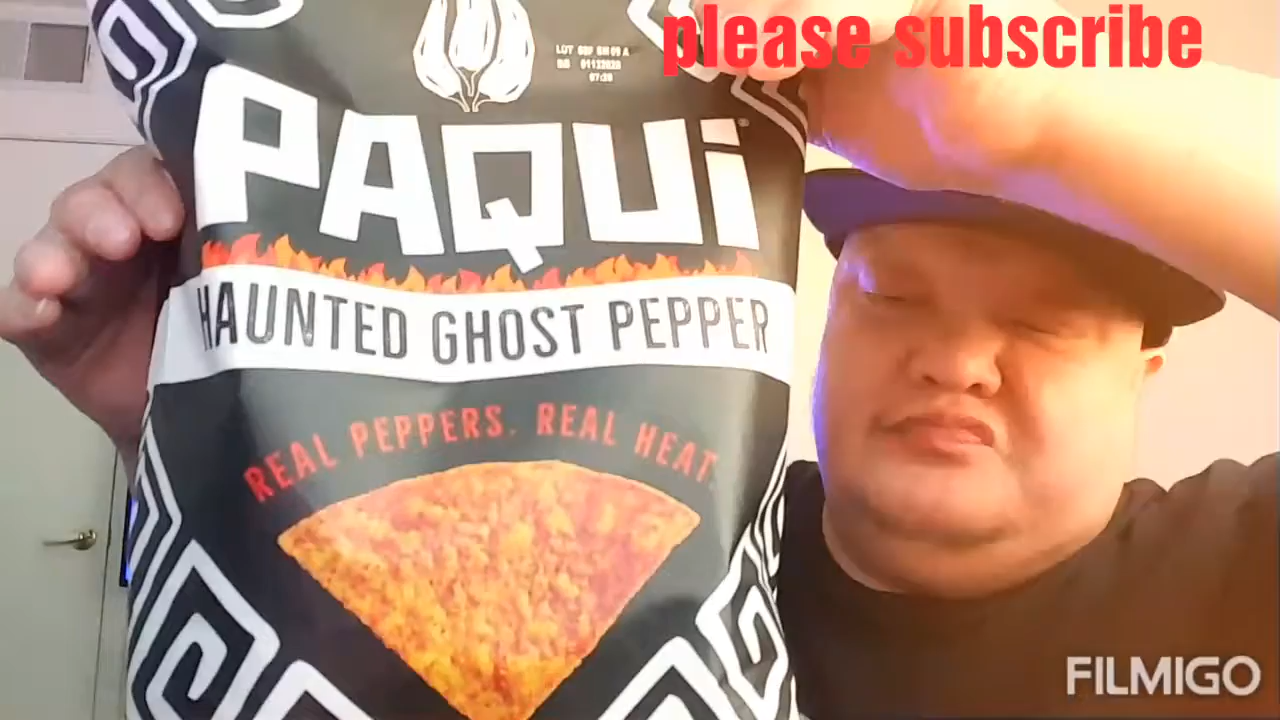 please subscribe
PAQUI
HAUNTED GHOST PEPPER
REAL PEPPERS. REAL HEAT.
FILMIGO